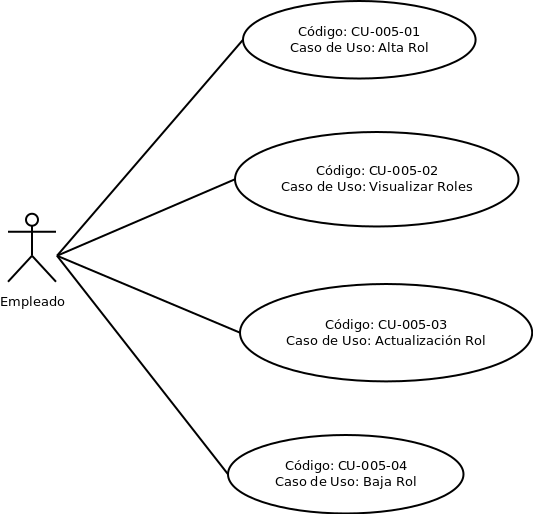 Código: CU-005-01
Caso de Uso: Alta Rol
Código: CU-005-02
Caso de Uso: Visualizar Roles
Empleado
Código: CU-005-03
Caso de Uso: Actualización Rol
Código: CU-005-04
Caso de Uso: Baja Rol